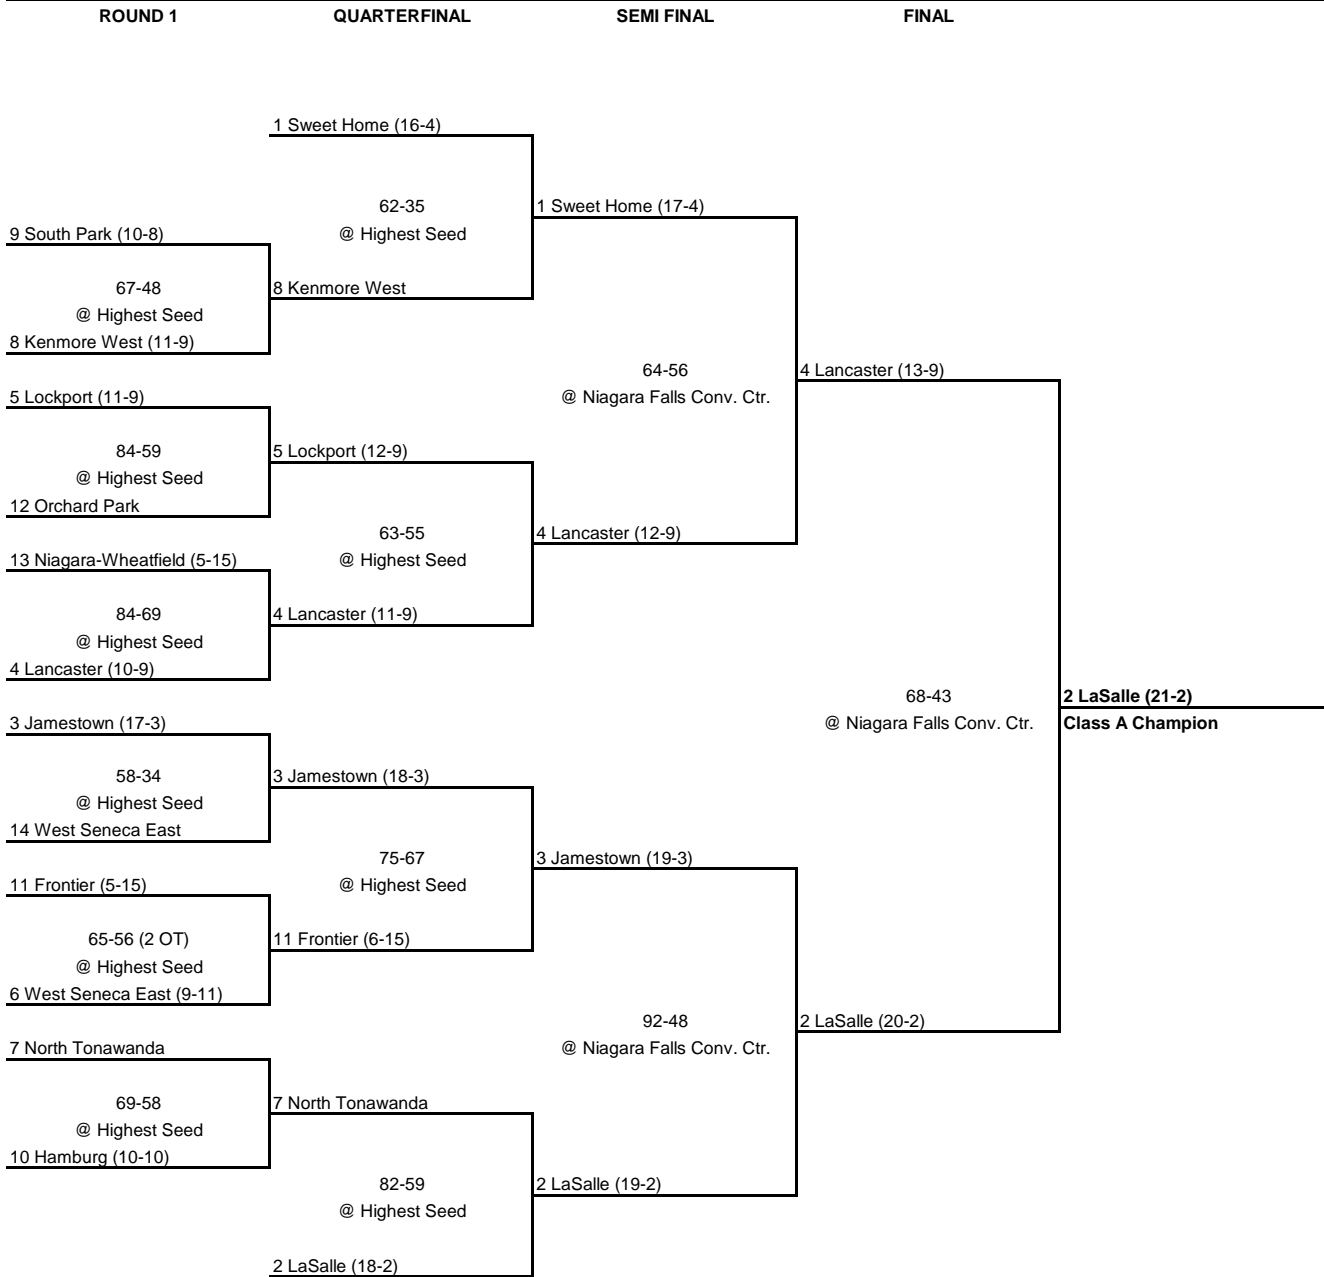 ROUND 1 QUARTERFINAL SEMI FINAL FINAL
1 Sweet Home (16-4)
62-35 1 Sweet Home (17-4)
9 South Park (10-8) @ Highest Seed
67-48 8 Kenmore West
@ Highest Seed
8 Kenmore West (11-9)
64-56 4 Lancaster (13-9)
5 Lockport (11-9) @ Niagara Falls Conv. Ctr.
84-59 5 Lockport (12-9)
@ Highest Seed
12 Orchard Park
63-55 4 Lancaster (12-9)
13 Niagara-Wheatfield (5-15) @ Highest Seed
84-69 4 Lancaster (11-9)
@ Highest Seed
4 Lancaster (10-9)
68-43 2 LaSalle (21-2)
3 Jamestown (17-3) @ Niagara Falls Conv. Ctr. Class A Champion
58-34 3 Jamestown (18-3)
@ Highest Seed
14 West Seneca East
75-67 3 Jamestown (19-3)
11 Frontier (5-15) @ Highest Seed
65-56 (2 OT) 11 Frontier (6-15)
@ Highest Seed
6 West Seneca East (9-11)
92-48 2 LaSalle (20-2)
7 North Tonawanda @ Niagara Falls Conv. Ctr.
69-58 7 North Tonawanda
@ Highest Seed
10 Hamburg (10-10)
82-59 2 LaSalle (19-2)
@ Highest Seed
2 LaSalle (18-2)